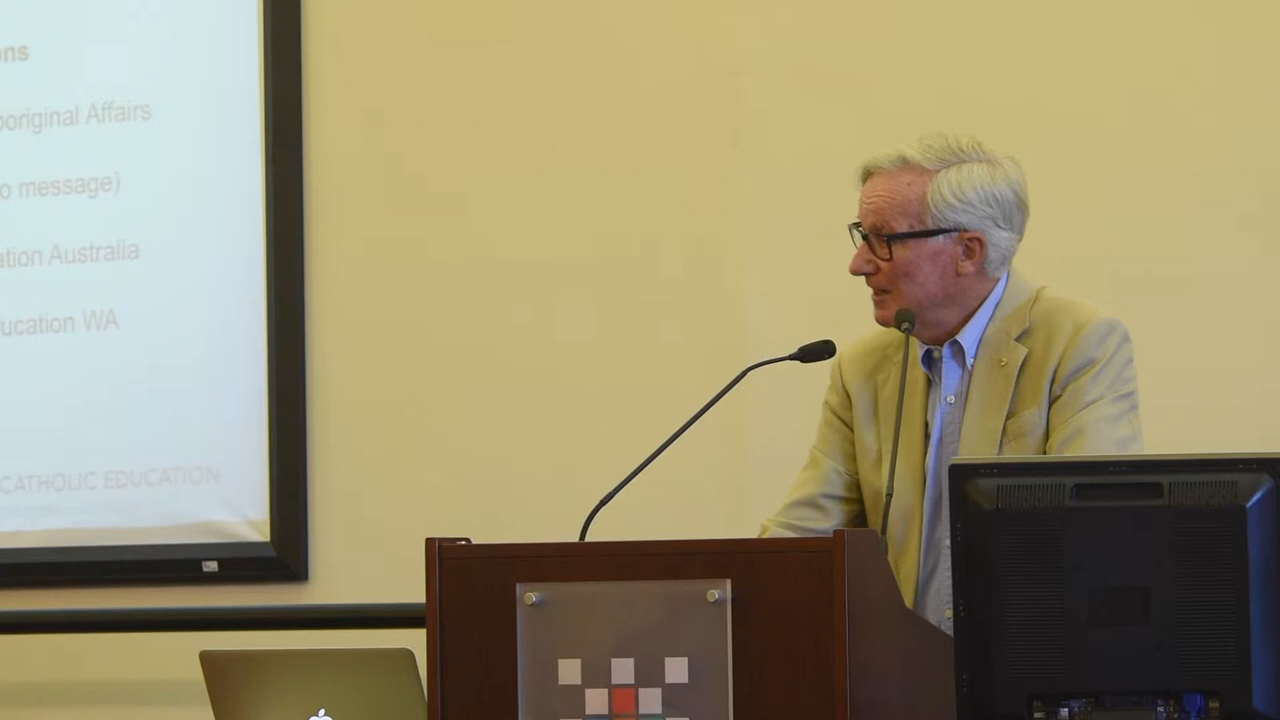 ons
boriginal Affairs
o message)
ation Australia
ucation WA
CATHOLIC EDUCATION